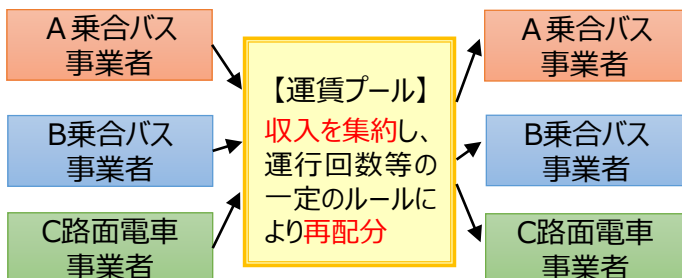 A乗合バス
事業者
B乗合バス
事業者
C路面電車
事業者
【運賃プール】
収入を集約し、
運行回数等の
一定のルールに
より再配分
A乗合バス
事業者
B乗合バス
事業者
C路面電車
事業者